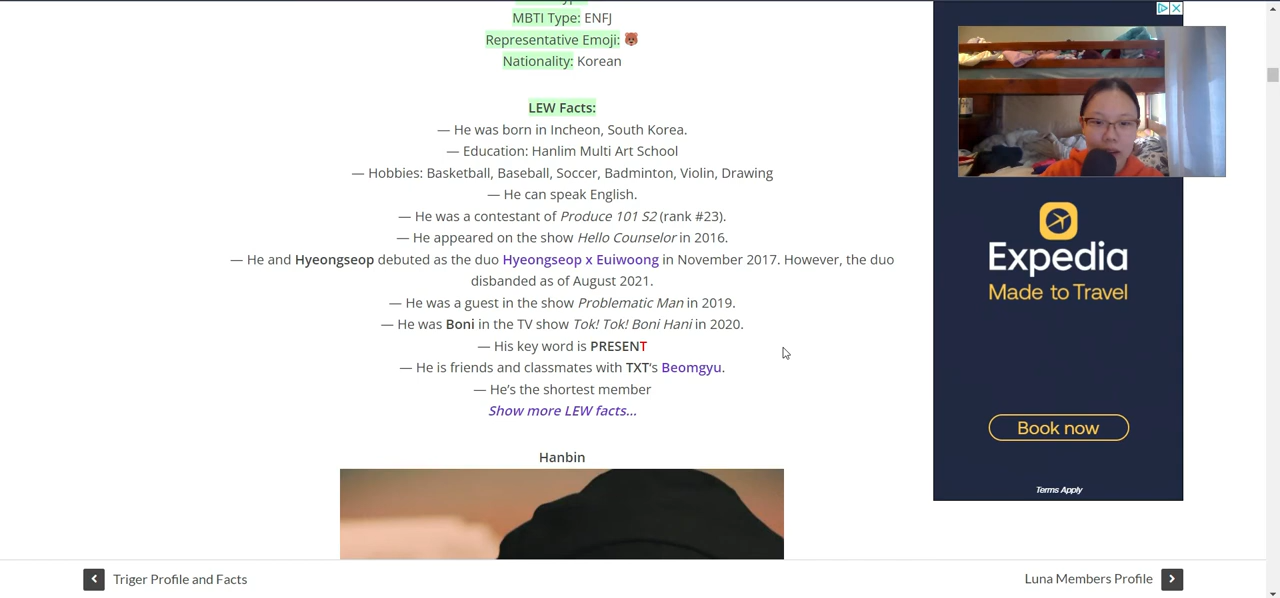 MBTI Type: ENFJ
Representative Emoji: 🐻
Nationality: Korean
LEW Facts:
— He was born in Incheon, South Korea.
— Education: Hanlim Multi Art School
— Hobbies: Basketball, Baseball, Soccer, Badminton, Violin, Drawing
— He can speak English.
— He was a contestant of Produce 101 S2 (rank #23).
— He appeared on the show Hello Counselor in 2016.
— He and Hyeongseop debuted as the duo Hyeongseop x Euiwoong in November 2017. However, the duo
disbanded as of August 2021.
— He was a guest in the show Problematic Man in 2019.
— He was Boni in the TV show Tok! Tok! Boni Hani in 2020.
— His key word is PRESENT
— He is friends and classmates with TXT's Beomgyu.
— He's the shortest member
Show more LEW facts...
Hanbin
Expedia
Made to Travel
Book now
Terms Apply
Triger Profile and Facts
Luna Members Profile